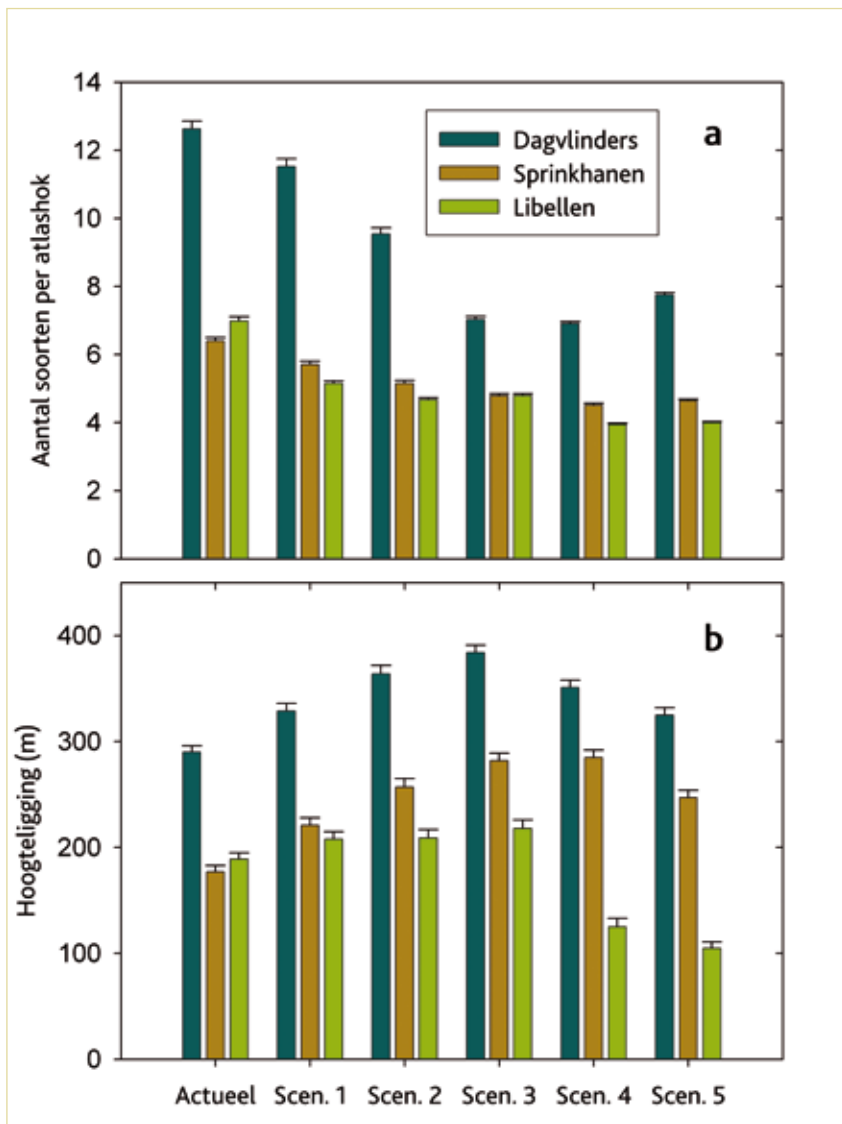 14
12
10
8
6
4
2
0
Aantal soorten per atlashok
a
Dagvlinders
Sprinkhanen
Libellen
400
300
200
100
0
Hoogteligging (m)
b
Actueel Scen. 1 Scen. 2 Scen. 3 Scen. 4 Scen. 5